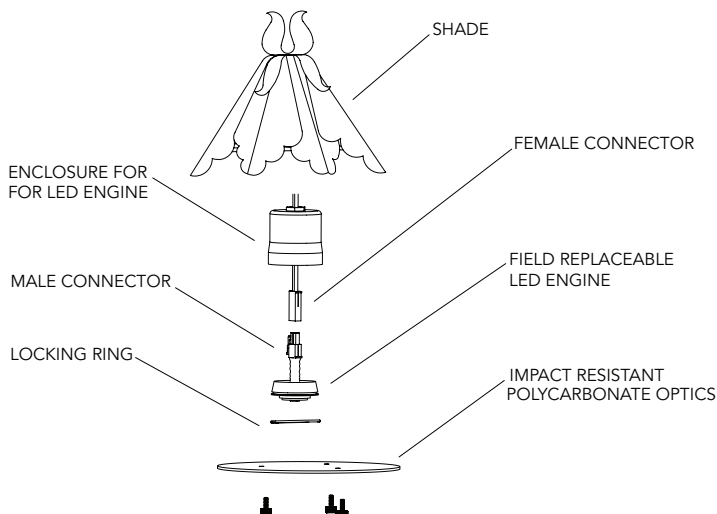 SHADE
FEMALE CONNECTOR
ENCLOSURE FOR
FOR LED ENGINE
FIELD REPLACEABLE
LED ENGINE
MALE CONNECTOR
LOCKING RING
IMPACT RESISTANT
POLYCARBONATE OPTICS